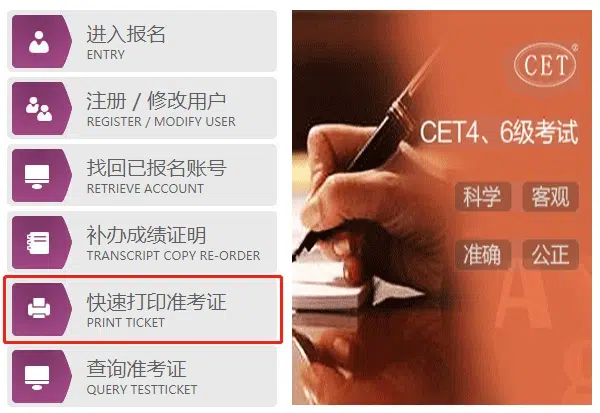 进入报名
ENTRY
注册 / 修改用户
REGISTER / MODIFY USER
找回已报名账号
RETRIEVE ACCOUNT
补办成绩证明
TRANSCRIPT COPY RE-ORDER
快速打印准考证
PRINT TICKET
查询准考证
QUERY TESTTICKET
CET®
CET4、6级考试
科学 客观
准确 公正
A